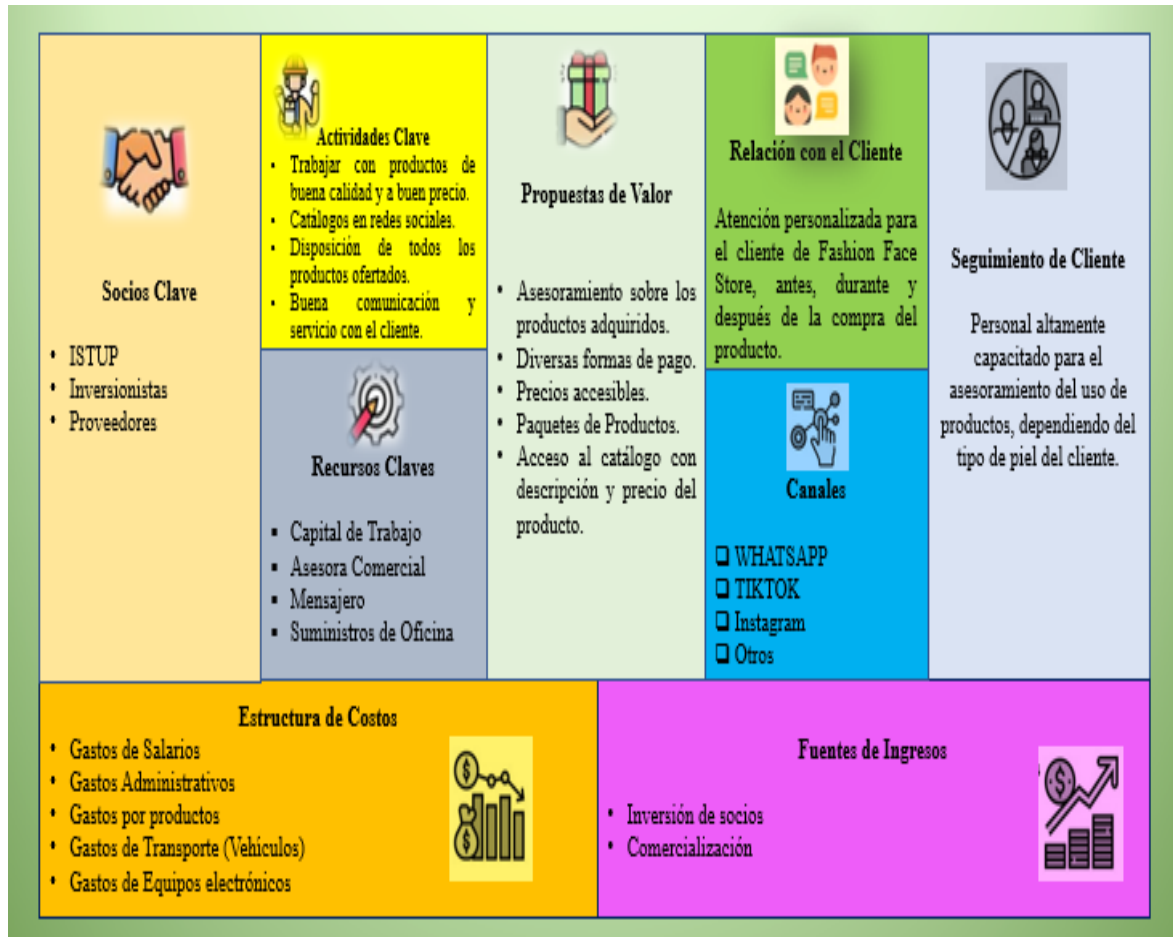 Socios Clave
• ISTUP
• Inversionistas
• Proveedores
Actividades Clave
• Trabajar con productos de
buena calidad y a buen precio.
• Catálogos en redes sociales.
• Disposición de todos los
productos ofertados.
• Buena comunicación y
servicio con el cliente.
Recursos Claves
▪ Capital de Trabajo
▪ Asesora Comercial
▪ Mensajero
▪ Suministros de Oficina
Propuestas de Valor
• Asesoramiento sobre los
productos adquiridos.
• Diversas formas de pago.
• Precios accesibles.
• Paquetes de Productos.
• Acceso al catálogo con
descripción y precio del
producto.
Relación con el Cliente
Atención personalizada para
el cliente de Fashion Face
Store, antes, durante y
después de la compra del
producto.
Canales
❑ WHATSAPP
❑ TIKTOK
❑ Instagram
❑ Otros
Seguimiento de Cliente
Personal altamente
capacitado para el
asesoramiento del uso de
productos, dependiendo del
tipo de piel del cliente.
Estructura de Costos
• Gastos de Salarios
• Gastos Administrativos
• Gastos por productos
• Gastos de Transporte (Vehículos)
• Gastos de Equipos electrónicos
Fuentes de Ingresos
• Inversión de socios
• Comercialización